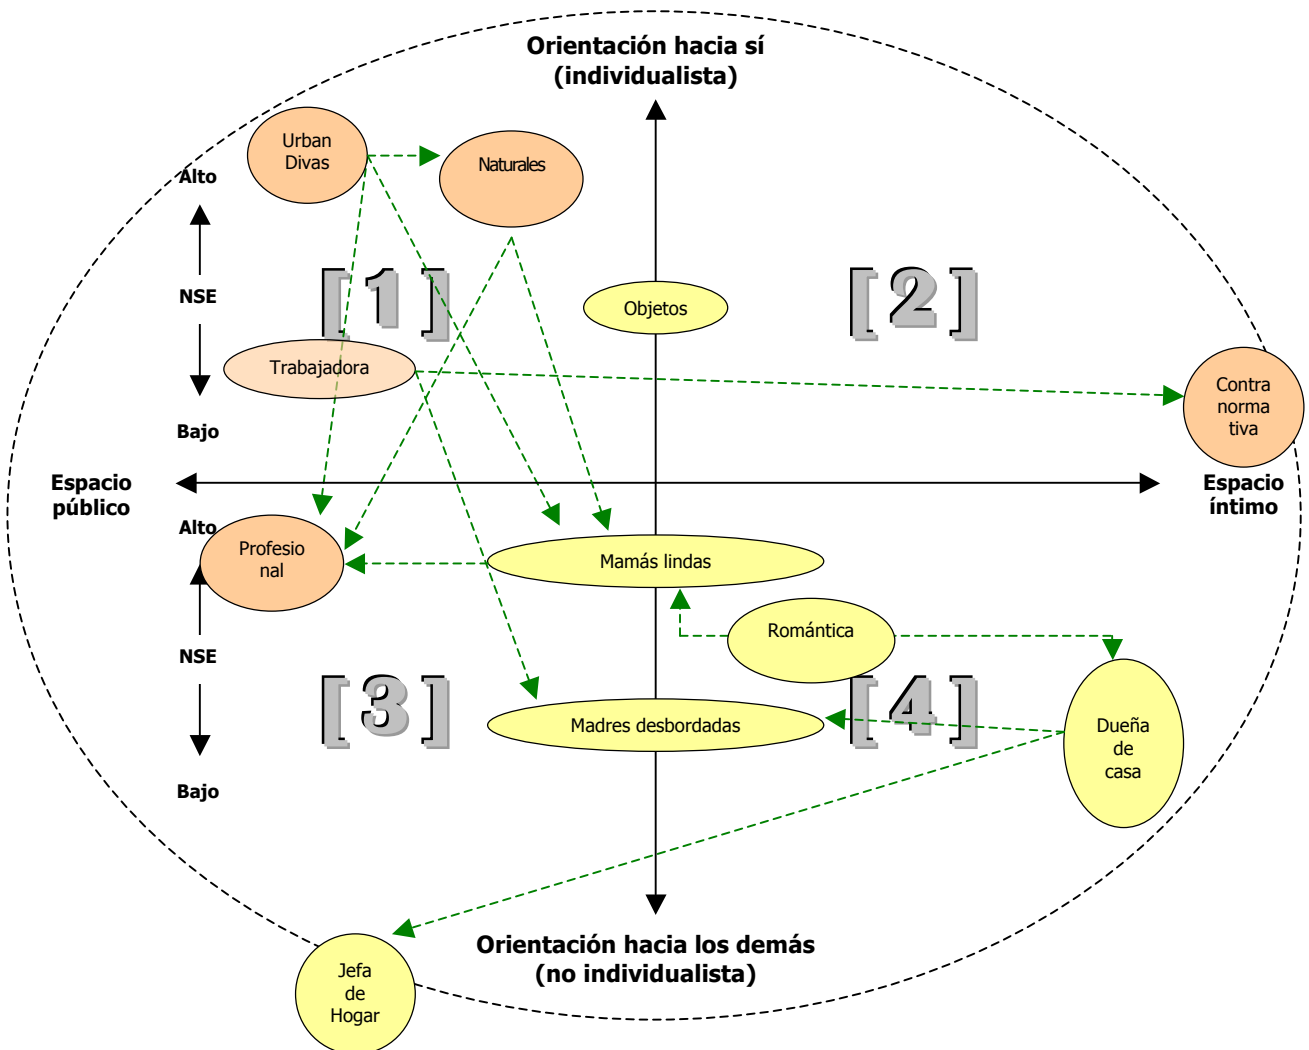 Orientación hacia sí
(individualista)
Urban
Divas
Naturales
Alto
NSE
[1]
[2]
Objetos
Trabajadora
Contra
norma
tiva
Bajo
Espacio
público
Espacio
íntimo
Alto
Profesio
nal
Mamás lindas
Romántica
NSE
[3]
[4]
Madres desbordadas
Dueña
de
casa
Bajo
Orientación hacia los demás
(no individualista)
Jefa
de
Hogar